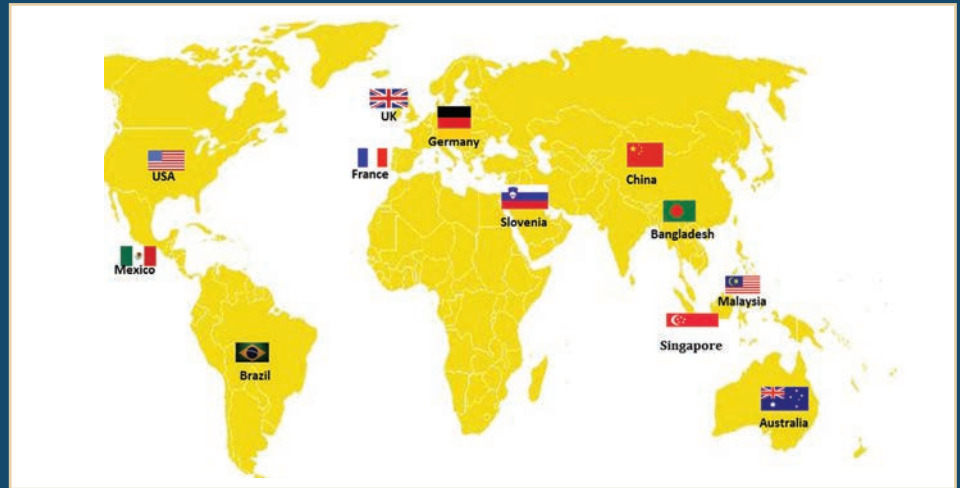 UK
Germany
France
USA
China
Slovenia
Bangladesh
Mexico
Malaysia
Singapore
Brazil
Australia